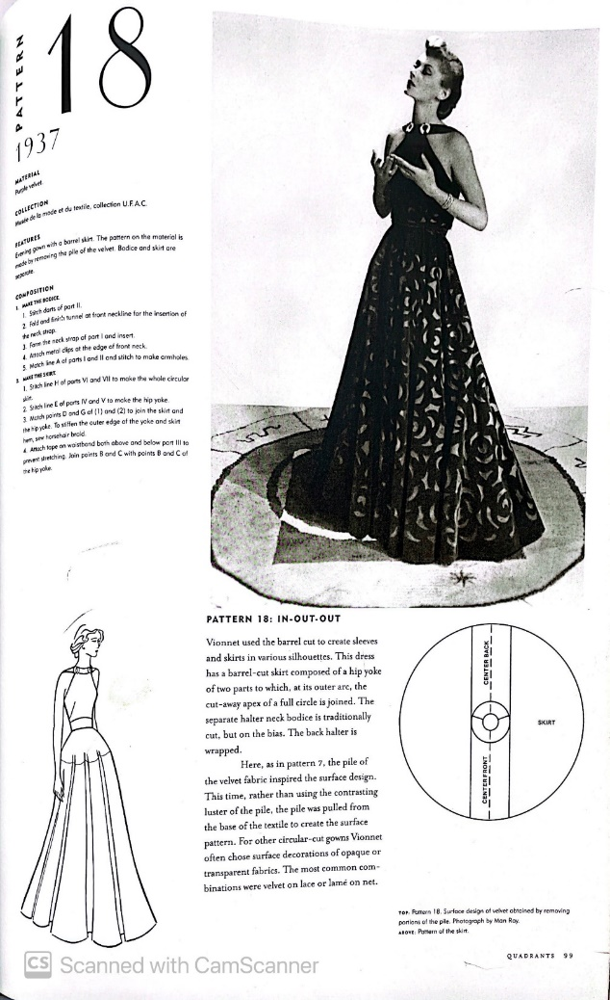 PATTERN
18
1937
MATERIAL
Purple velvet.
COLLECTION
Musée de la mode et du textile, collection U.F.A.C.
FEATURES
Evening gown with a barrel skirt. The pattern on the material is
made by removing the pile of the velvet. Bodice and skirt are
separate.
COMPOSITION
1. MAKE THE BODICE.
1. Stitch darts of part II.
2. Fold and finish tunnel at front neckline for the insertion of
the neck strap.
3. Form the neck strap of part I and insert.
4. Attach metal clips at the edge of front neck.
5. Match line A of parts I and II and stitch to make armholes.
2. MAKE THE SKIRT.
1. Stitch line H of parts VI and VII to make the whole circular
skirt.
2. Stitch line E of parts IV and V to make the hip yoke.
3. Match points D and G of (1) and (2) to join the skirt and
the hip yoke. To stiffen the outer edge of the yoke and skirt
hem, sew horsehair braid.
4. Attach tape on waistband both above and below part III to
prevent stretching. Join points B and C with points B and C of
the hip yoke.
PATTERN 18: IN-OUT-OUT
Vionnet used the barrel cut to create sleeves
and skirts in various silhouettes. This dress
has a barrel-cut skirt composed of a hip yoke
of two parts to which, at its outer arc, the
cut-away apex of a full circle is joined. The
separate halter neck bodice is traditionally
cut, but on the bias. The back halter is
wrapped.
Here, as in pattern 7, the pile of
the velvet fabric inspired the surface design.
This time, rather than using the contrasting
luster of the pile, the pile was pulled from
the base of the textile to create the surface
pattern. For other circular-cut gowns Vionnet
often chose surface decorations of opaque or
transparent fabrics. The most common com-
binations were velvet on lace or lamé on net.
CENTER BACK
SKIRT
CENTER FRONT
TOP: Pattern 18. Surface design of velvet obtained by removing
portions of the pile. Photograph by Man Ray.
ABOVE: Pattern of the skirt.
QUADRANTS 99
CS Scanned with CamScanner